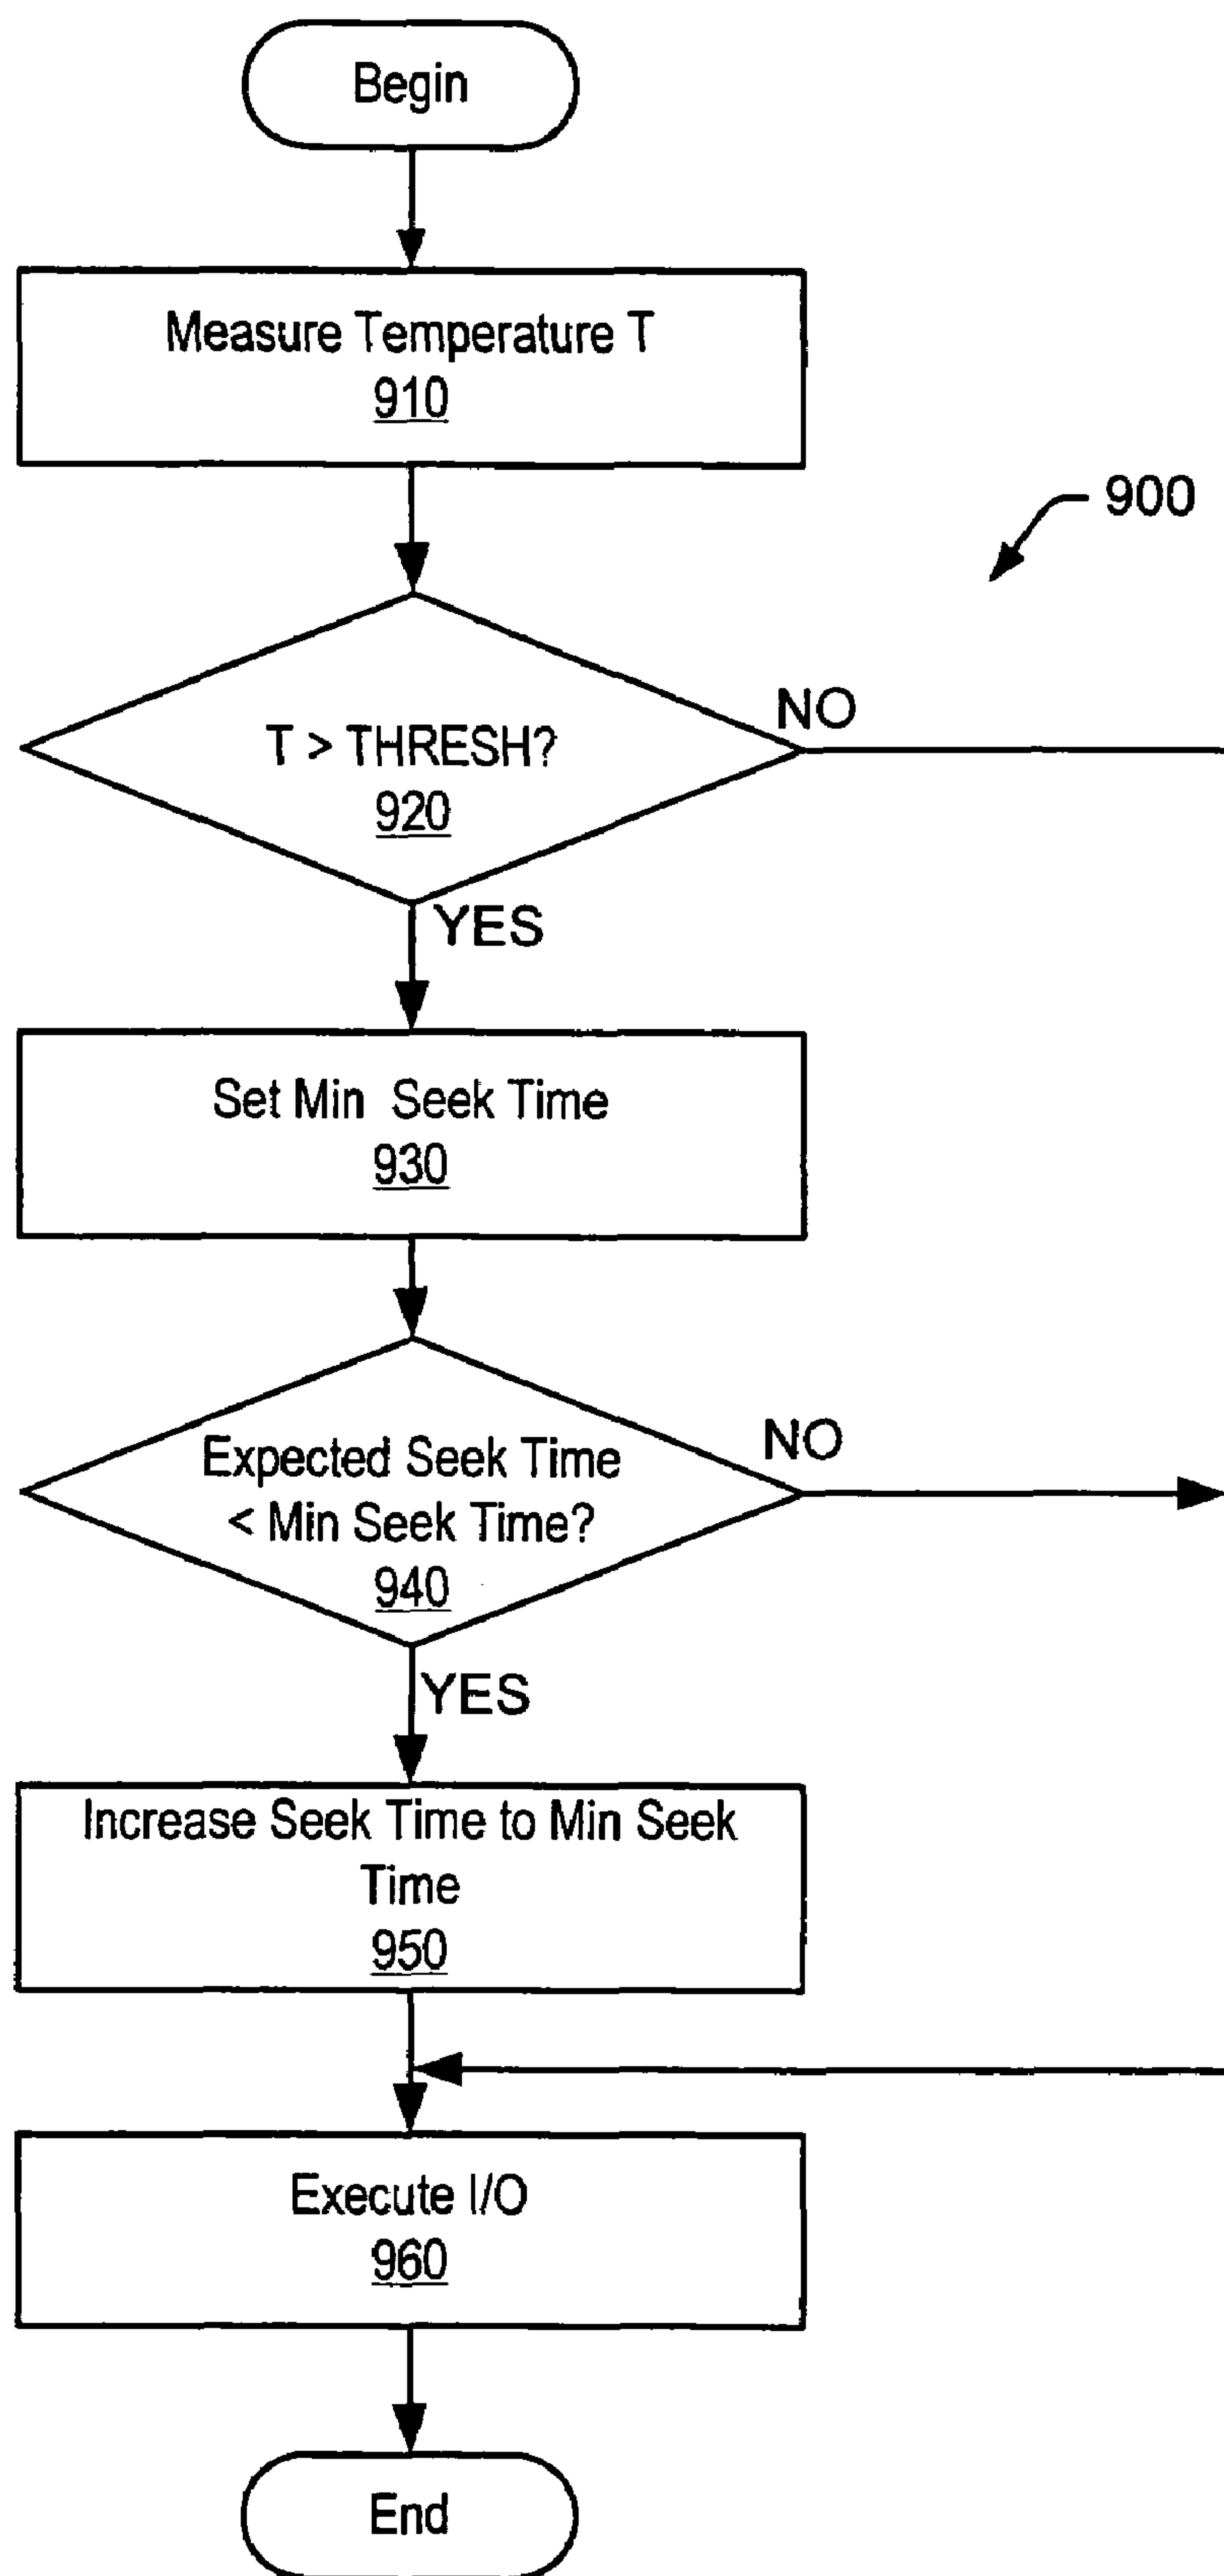 Begin
Measure Temperature T
910
900
T > THRESH?
920
NO
YES
Set Min Seek Time
930
Expected Seek Time
< Min Seek Time?
940
NO
YES
Increase Seek Time to Min Seek
Time
950
Execute I/O
960
End